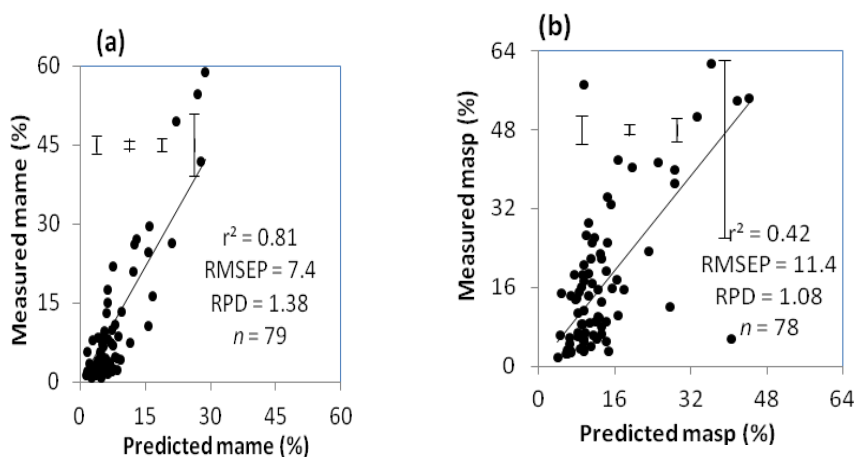 (a)
60
45
30
15
0
Measured mame (%)
r² = 0.81
RMSEP = 7.4
RPD = 1.38
n = 79
0 15 30 45 60
Predicted mame (%)
(b)
64
48
32
16
0
Measured masp (%)
r² = 0.42
RMSEP = 11.4
RPD = 1.08
n = 78
0 16 32 48 64
Predicted masp (%)